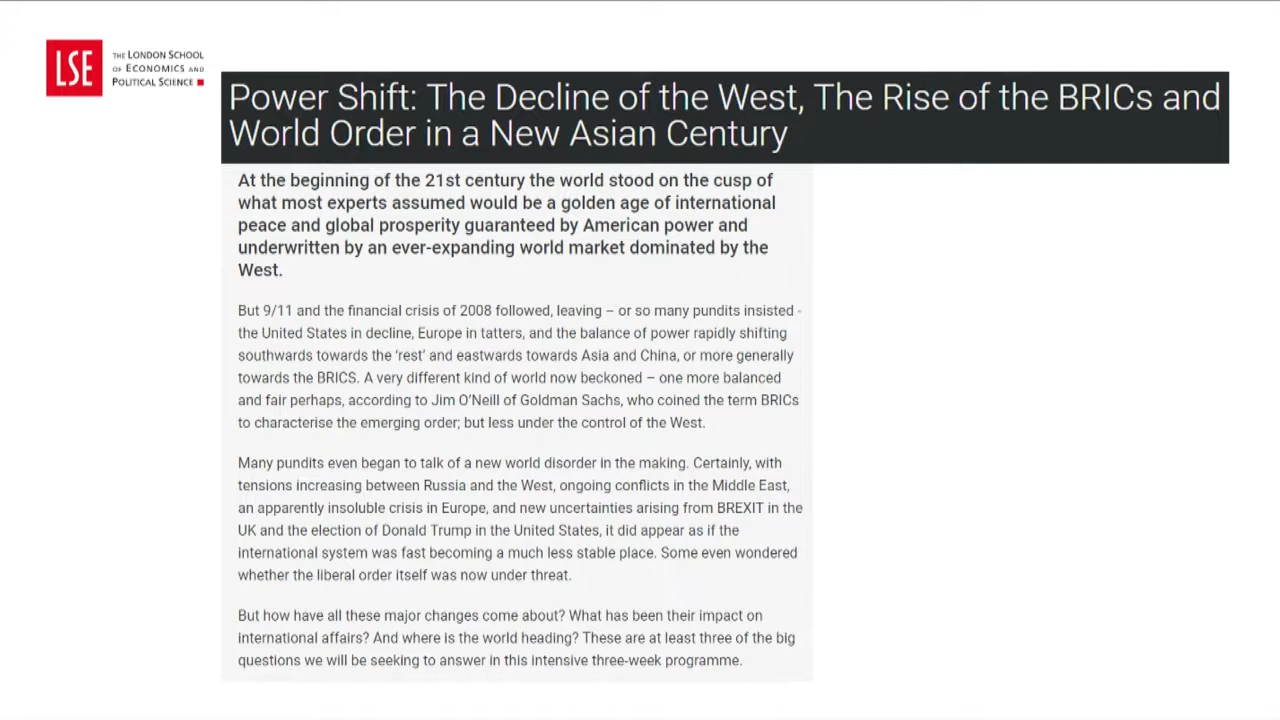 LSE
THE LONDON SCHOOL
OF ECONOMICS AND
POLITICAL SCIENCE
Power Shift: The Decline of the West, The Rise of the BRICs and
World Order in a New Asian Century
At the beginning of the 21st century the world stood on the cusp of
what most experts assumed would be a golden age of international
peace and global prosperity guaranteed by American power and
underwritten by an ever-expanding world market dominated by the
West.
But 9/11 and the financial crisis of 2008 followed, leaving – or so many pundits insisted -
the United States in decline, Europe in tatters, and the balance of power rapidly shifting
southwards towards the ‘rest’ and eastwards towards Asia and China, or more generally
towards the BRICS. A very different kind of world now beckoned – one more balanced
and fair perhaps, according to Jim O’Neill of Goldman Sachs, who coined the term BRICs
to characterise the emerging order; but less under the control of the West.
Many pundits even began to talk of a new world disorder in the making. Certainly, with
tensions increasing between Russia and the West, ongoing conflicts in the Middle East,
an apparently insoluble crisis in Europe, and new uncertainties arising from BREXIT in the
UK and the election of Donald Trump in the United States, it did appear as if the
international system was fast becoming a much less stable place. Some even wondered
whether the liberal order itself was now under threat.
But how have all these major changes come about? What has been their impact on
international affairs? And where is the world heading? These are at least three of the big
questions we will be seeking to answer in this intensive three-week programme.